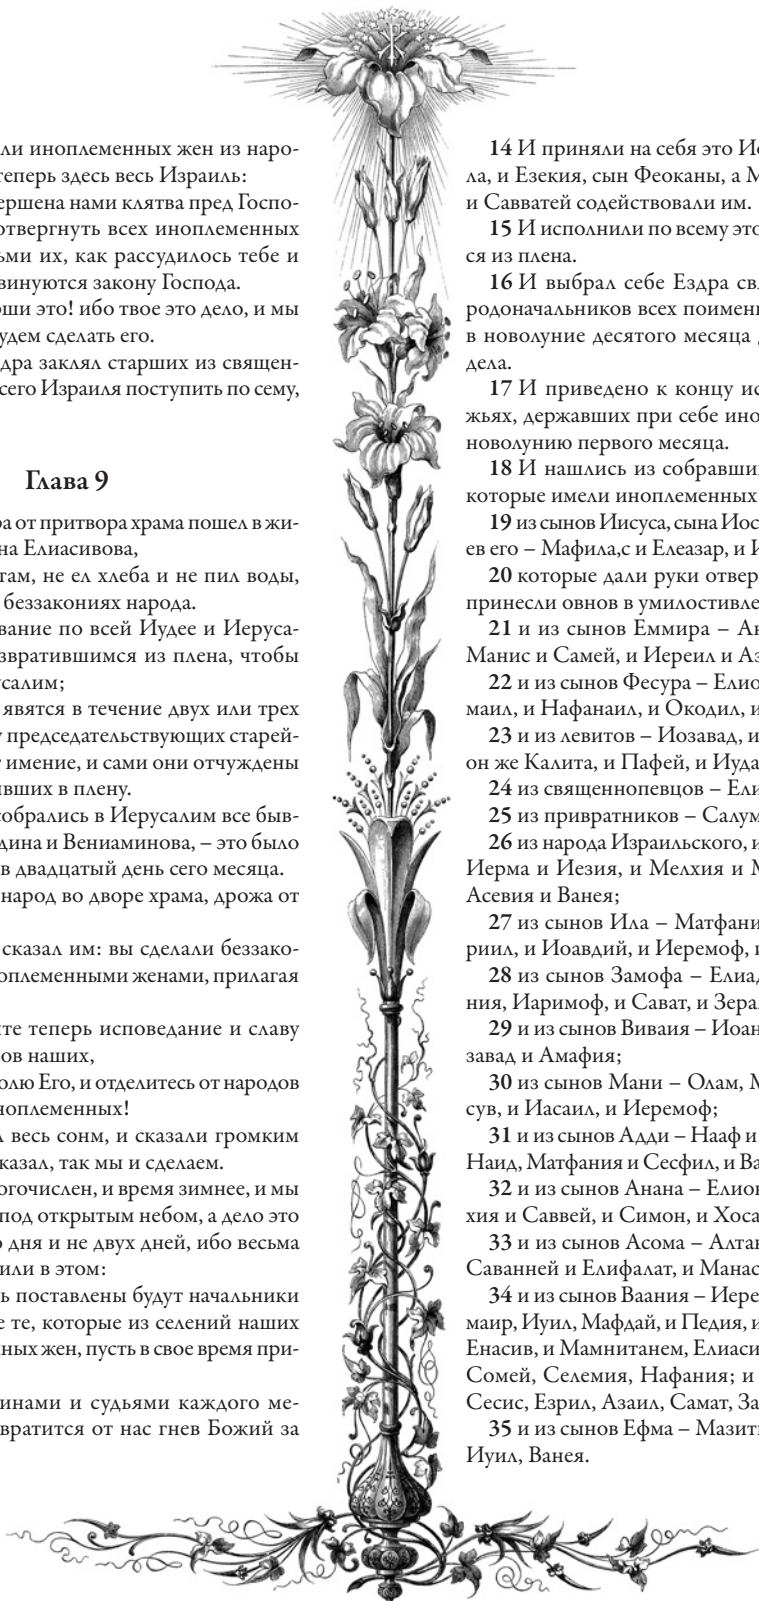 ли иноплеменных жен из наро-
теперь здесь весь Израиль:
ершена нами клятва пред Госпо-
отвергнуть всех иноплеменных
ьми их, как рассудилось тебе и
винуются закону Господа.
ши это! ибо твое это дело, и мы
удем сделать его.
дра заклял старших из священ-
сего Израиля поступить по сему,
Глава 9
ра от притвора храма пошел в жи-
на Елиасивова,
там, не ел хлеба и не пил воды,
беззакониях народа.
вание по всей Иудее и Иеруса-
звратившимся из плена, чтобы
усалим;
явятся в течение двух или трех
у председательствующих старей-
т имение, и сами они отчуждены
ивших в плену.
собрались в Иерусалим все быв-
дина и Вениаминова, – это было
в двадцатый день сего месяца.
народ во дворе храма, дрожа от
сказал им: вы сделали беззако-
оплеменными женами, прилагая
йте теперь исповедание и славу
ов наших,
олю Его, и отделитесь от народов
ноплеменных!
л весь сонм, и сказали громким
казал, так мы и сделаем.
огочислен, и время зимнее, и мы
под открытым небом, а дело это
о дня и не двух дней, ибо весьма
или в этом:
ь поставлены будут начальники
е те, которые из селений наших
ных жен, пусть в свое время при-
инами и судьями каждого ме-
вратится от нас гнев Божий за
14 И приняли на себя это Ио
ла, и Езекия, сын Феоканы, а М
и Савватей содействовали им.
15 И исполнили по всему это
ся из плена.
16 И выбрал себе Ездра св
родоначальников всех поимен
в новолуние десятого месяца д
дела.
17 И приведено к концу ис
жьях, державших при себе ино
новолунию первого месяца.
18 И нашлись из собравши
которые имели иноплеменных
19 из сынов Иисуса, сына Иос
ев его – Мафила,с и Елеазар, и И
20 которые дали руки отвер
принесли овнов в умилостивле
21 и из сынов Еммира – Ан
Манис и Самей, и Иереил и Аз
22 и из сынов Фесура – Елио
маил, и Нафанаил, и Окодил, и
23 и из левитов – Иозавад, и
он же Калита, и Пафей, и Иуда
24 из священнопевцов – Ели
25 из привратников – Салум
26 из народа Израильского, и
Иерма и Иезия, и Мелхия и М
Асевия и Ванея;
27 из сынов Ила – Матфани
риил, и Иоавдий, и Иеремоф, и
28 из сынов Замофа – Елиад
ния, Иаримоф, и Сават, и Зерал
29 и из сынов Виваия – Иоан
завад и Амафия;
30 из сынов Мани – Олам, М
сув, и Иасаил, и Иеремоф;
31 и из сынов Адди – Нааф и
Наид, Матфания и Сесфил, и Ва
32 и из сынов Анана – Елион
хия и Саввей, и Симон, и Хоса
33 и из сынов Асома – Алтан
Саванней и Елифалат, и Манас
34 и из сынов Ваания – Иере
маир, Иуил, Мафдай, и Педия, и
Енасив, и Мамнитанем, Елиаси
Сомей, Селемия, Нафания; и
Сесис, Езрил, Азаил, Самат, За
35 и из сынов Ефма – Мазити
Иуил, Ванея.